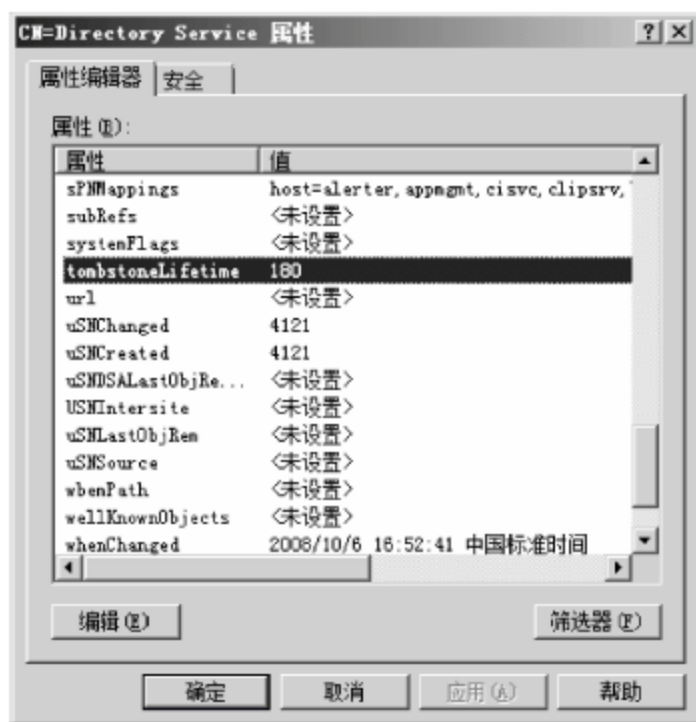 CN=Directory Service 属性
属性编辑器 安全
属性(B):
属性 值
sPNMappings host=alerter,appmgmt,cisvc,clipsrv,
subRefs <未设置>
systemFlags <未设置>
tombstoneLifetime 180
url <未设置>
uSNChanged 4121
uSNCreated 4121
uSNDSALastObjRe... <未设置>
USNIntersite <未设置>
uSNLastObjRem <未设置>
uSNSource <未设置>
wbemPath <未设置>
wellKnownObjects <未设置>
whenChanged 2008/10/6 16:52:41 中国标准时间
编辑(E) 筛选器(F)
确定 取消 应用(A) 帮助